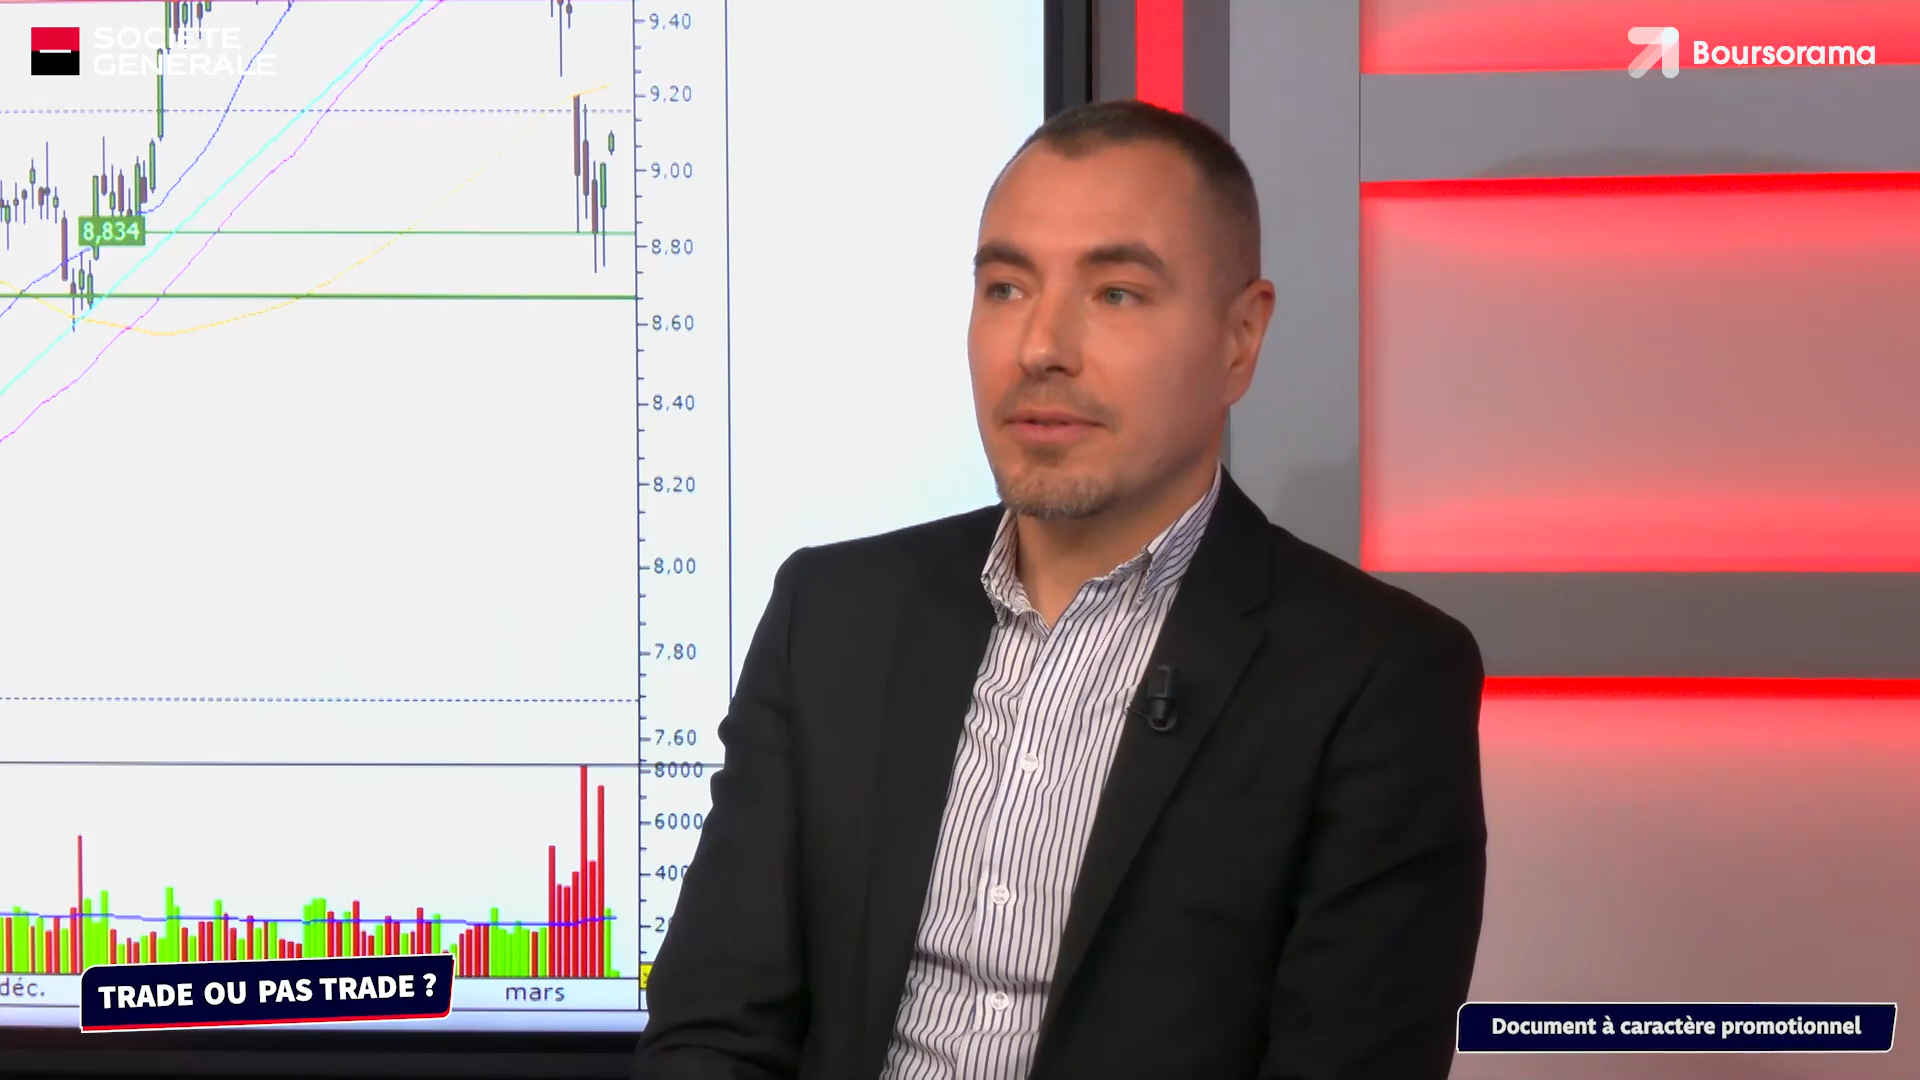 SOCIETE
GENERALE
Boursorama
9,40
9,20
9,00
8,834
8,80
8,60
8,40
8,20
8,00
7,80
7,60
8000
6000
déc.
mars
TRADE OU PAS TRADE ?
Document à caractère promotionnel